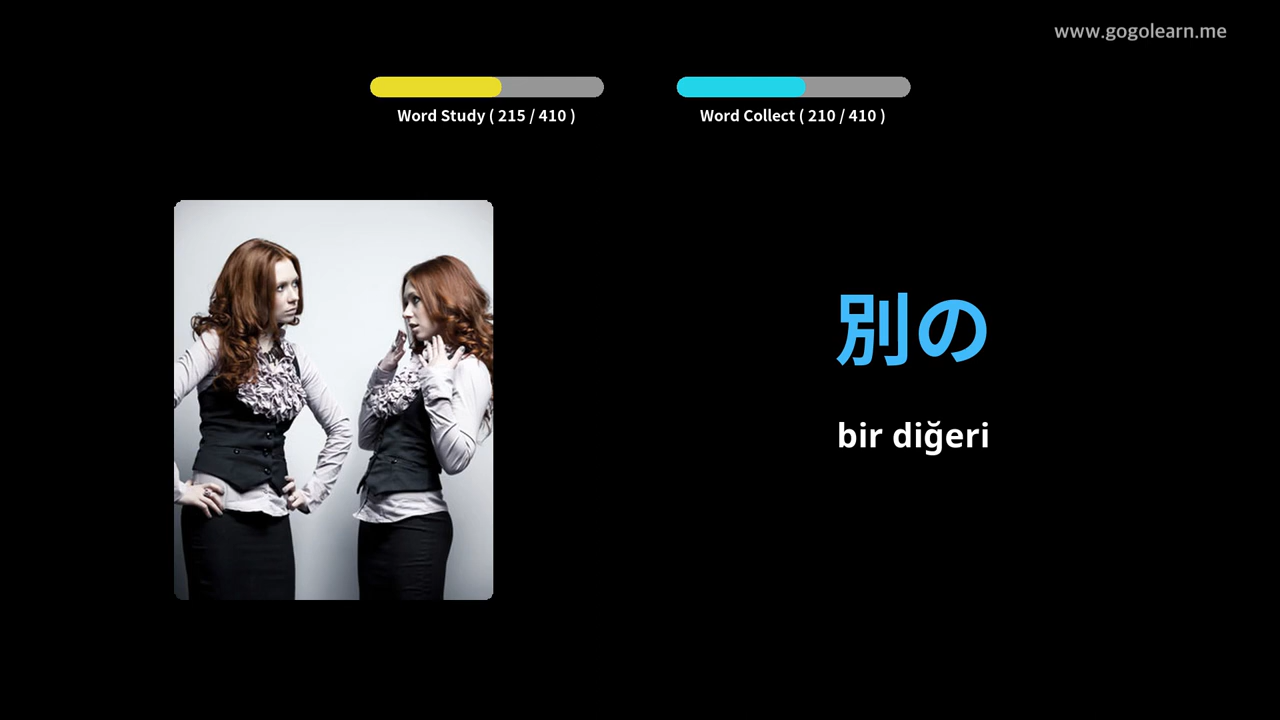 www.gogolearn.me
Word Study ( 215 / 410 )
Word Collect ( 210 / 410 )
別の
bir diğeri